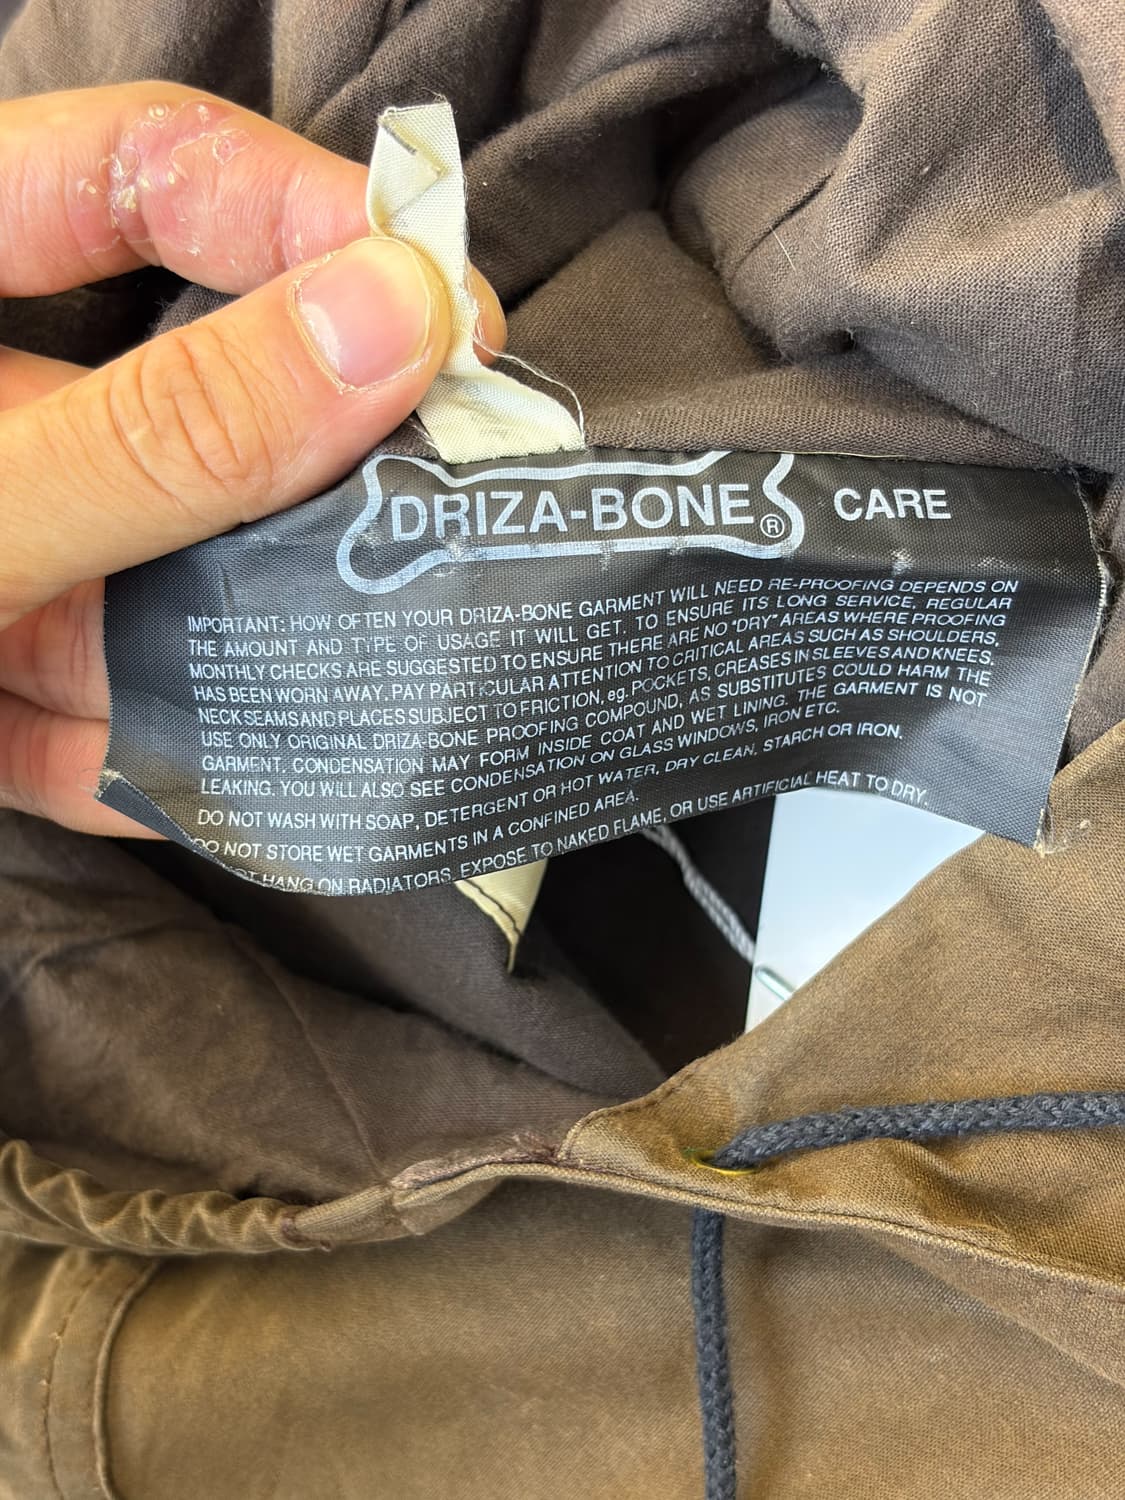 DRIZA-BONE® CARE
IMPORTANT: HOW OFTEN YOUR DRIZA-BONE GARMENT WILL NEED RE-PROOFING DEPENDS ON
THE AMOUNT AND TYPE OF USAGE IT WILL GET. TO ENSURE ITS LONG SERVICE, REGULAR
MONTHLY CHECKS ARE SUGGESTED TO ENSURE THERE ARE NO "DRY" AREAS WHERE PROOFING
HAS BEEN WORN AWAY. PAY PARTICULAR ATTENTION TO CRITICAL AREAS SUCH AS SHOULDERS,
NECK SEAMS AND PLACES SUBJECT TO FRICTION, eg. POCKETS, CREASES IN SLEEVES AND KNEES.
USE ONLY ORIGINAL DRIZA-BONE PROOFING COMPOUND, AS SUBSTITUTES COULD HARM THE
GARMENT. CONDENSATION MAY FORM INSIDE COAT AND WET LINING. THE GARMENT IS NOT
LEAKING. YOU WILL ALSO SEE CONDENSATION ON GLASS WINDOWS, IRON ETC.
DO NOT WASH WITH SOAP, DETERGENT OR HOT WATER, DRY CLEAN, STARCH OR IRON.
DO NOT STORE WET GARMENTS IN A CONFINED AREA.
HANG ON RADIATORS, EXPOSE TO NAKED FLAME, OR USE ARTIFICIAL HEAT TO DRY.